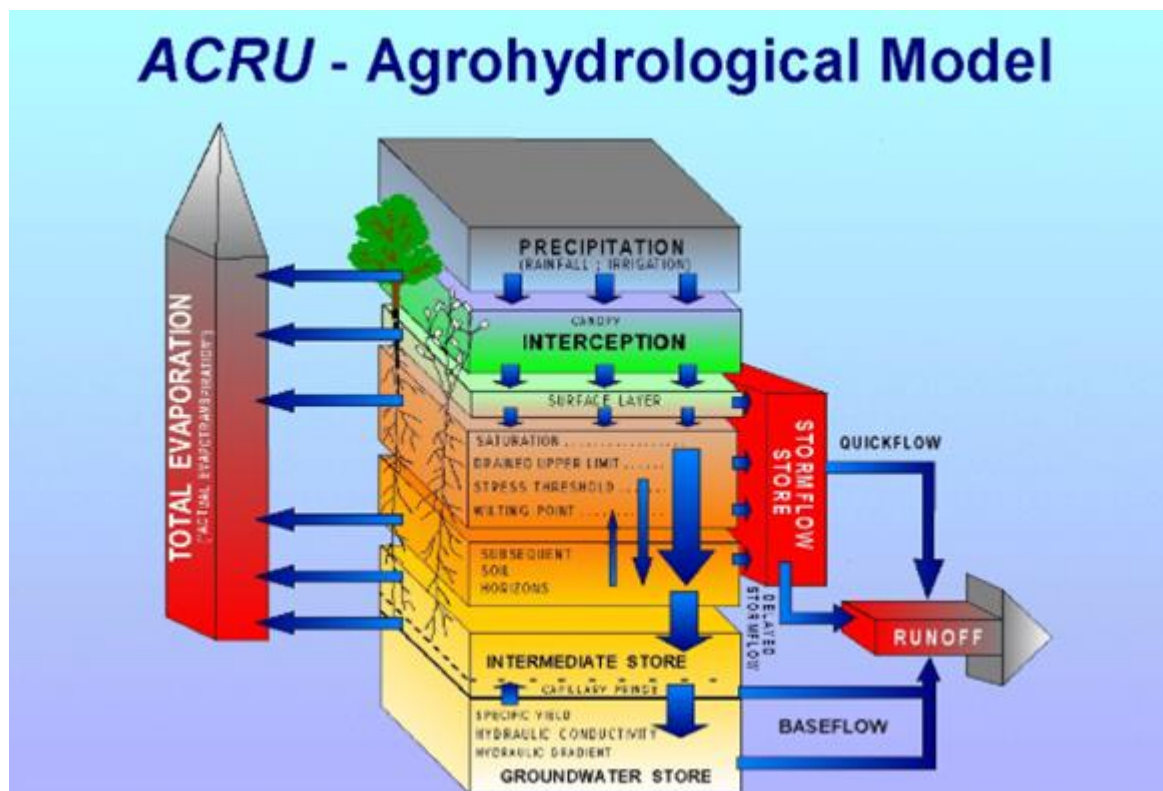 ACRU - Agrohydrological Model
PRECIPITATION
(RAINFALL ; IRRIGATION)
CANOPY
INTERCEPTION
SURFACE LAYER
SATURATION ..................
DRAINED UPPER LIMIT ......
STRESS THRESHOLD ........
WILTING POINT ............
SUBSEQUENT
SOIL
HORIZONS
INTERMEDIATE STORE
CAPILLARY FRINGE
SPECIFIC YIELD
HYDRAULIC CONDUCTIVITY
HYDRAULIC GRADIENT
GROUNDWATER STORE
TOTAL EVAPORATION
("ACTUAL EVAPOTRANSPIRATION")
STORMFLOW
STORE
QUICKFLOW
DELAYED
STORMFLOW
RUNOFF
BASEFLOW